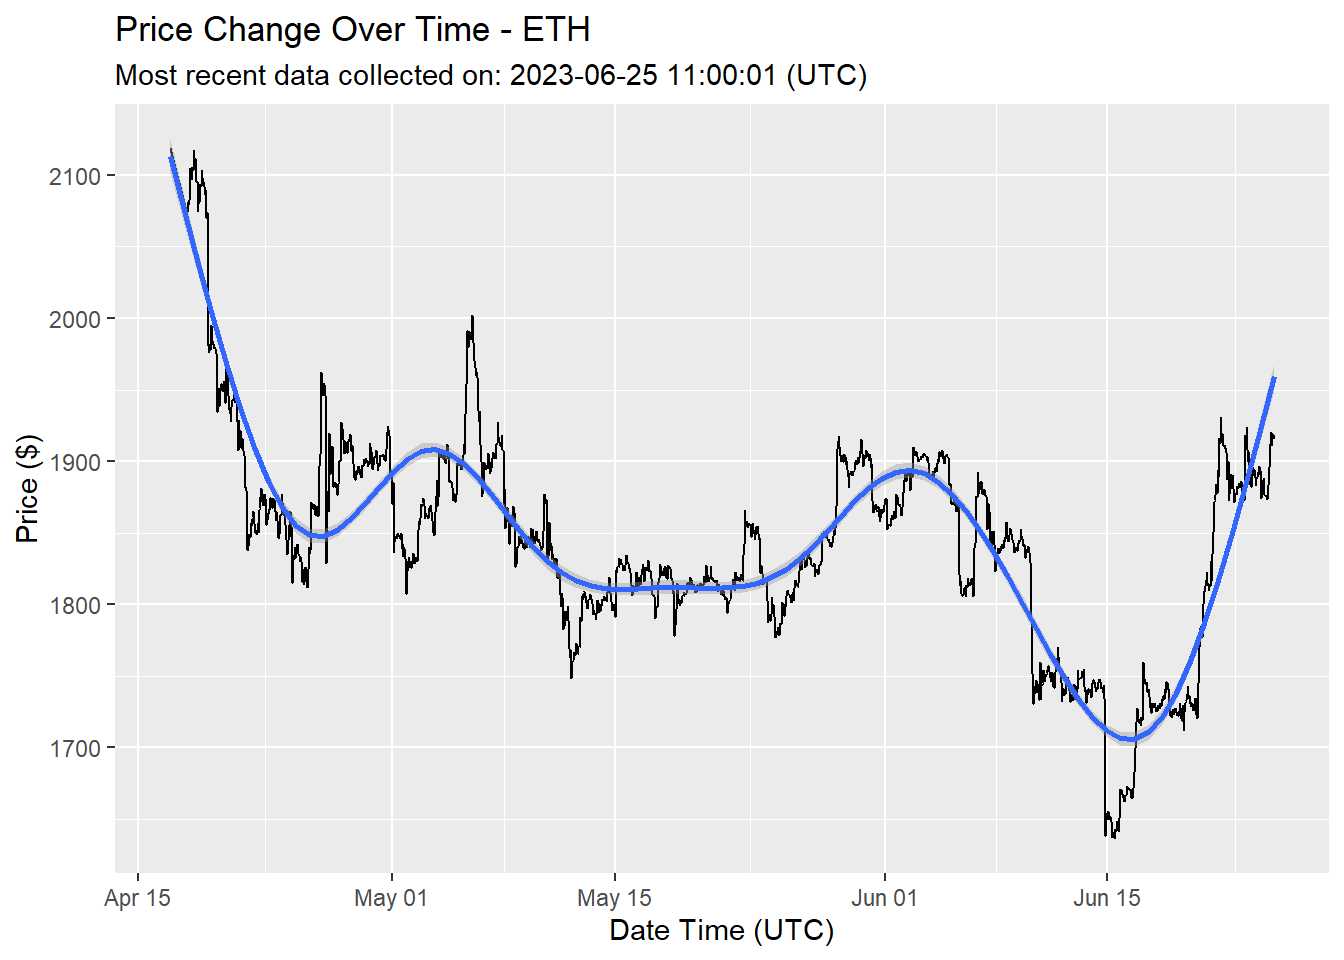 Price Change Over Time - ETH
Most recent data collected on: 2023-06-25 11:00:01 (UTC)
Price ($)
2100
2000
1900
1800
1700
Apr 15 May 01 May 15 Jun 01 Jun 15
Date Time (UTC)